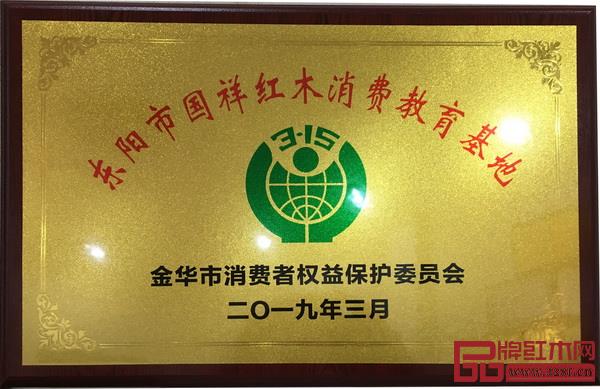 东阳市国祥红木消费教育基地
3·15
金华市消费者权益保护委员会
二〇一九年三月
品牌红木网